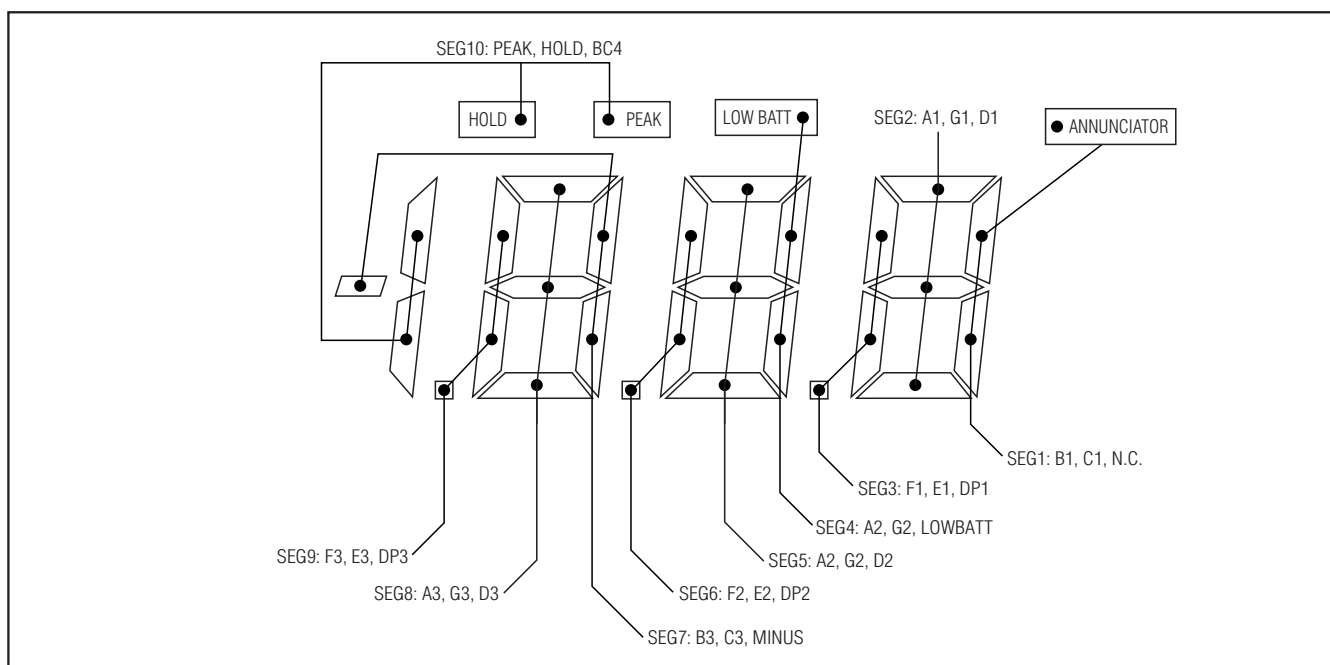 SEG10: PEAK, HOLD, BC4
HOLD
PEAK
LOW BATT
SEG2: A1, G1, D1
ANNUNCIATOR
SEG1: B1, C1, N.C.
SEG3: F1, E1, DP1
SEG4: A2, G2, LOWBATT
SEG5: A2, G2, D2
SEG9: F3, E3, DP3
SEG8: A3, G3, D3
SEG6: F2, E2, DP2
SEG7: B3, C3, MINUS